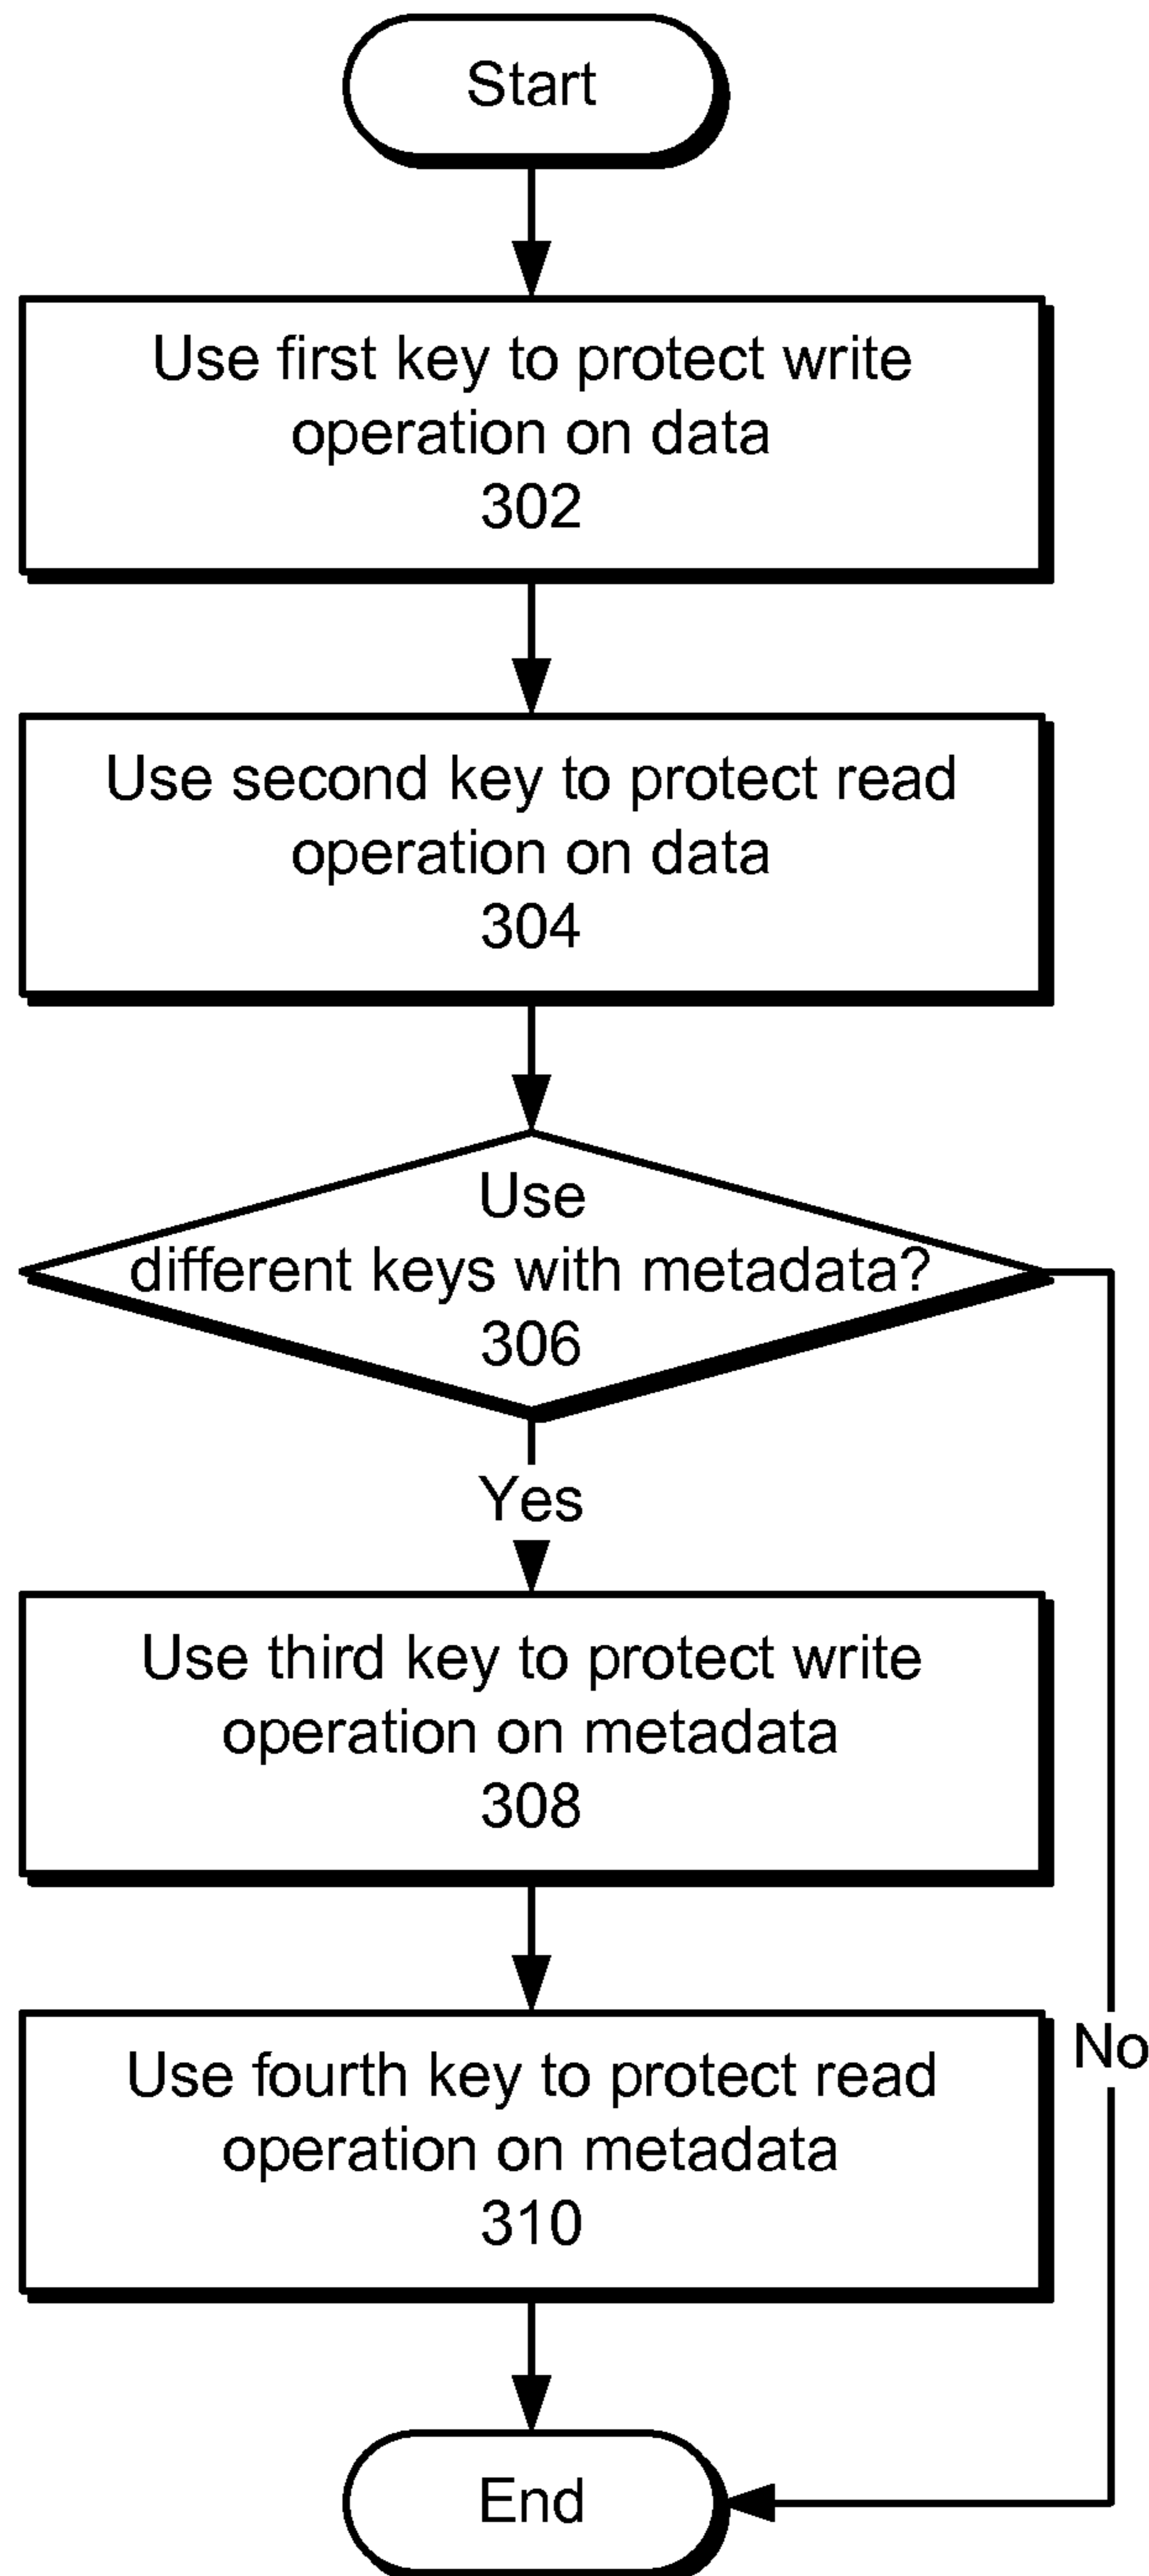 Start
Use first key to protect write
operation on data
302
Use second key to protect read
operation on data
304
Use
different keys with metadata?
306
Yes
Use third key to protect write
operation on metadata
308
Use fourth key to protect read
operation on metadata
310
No
End